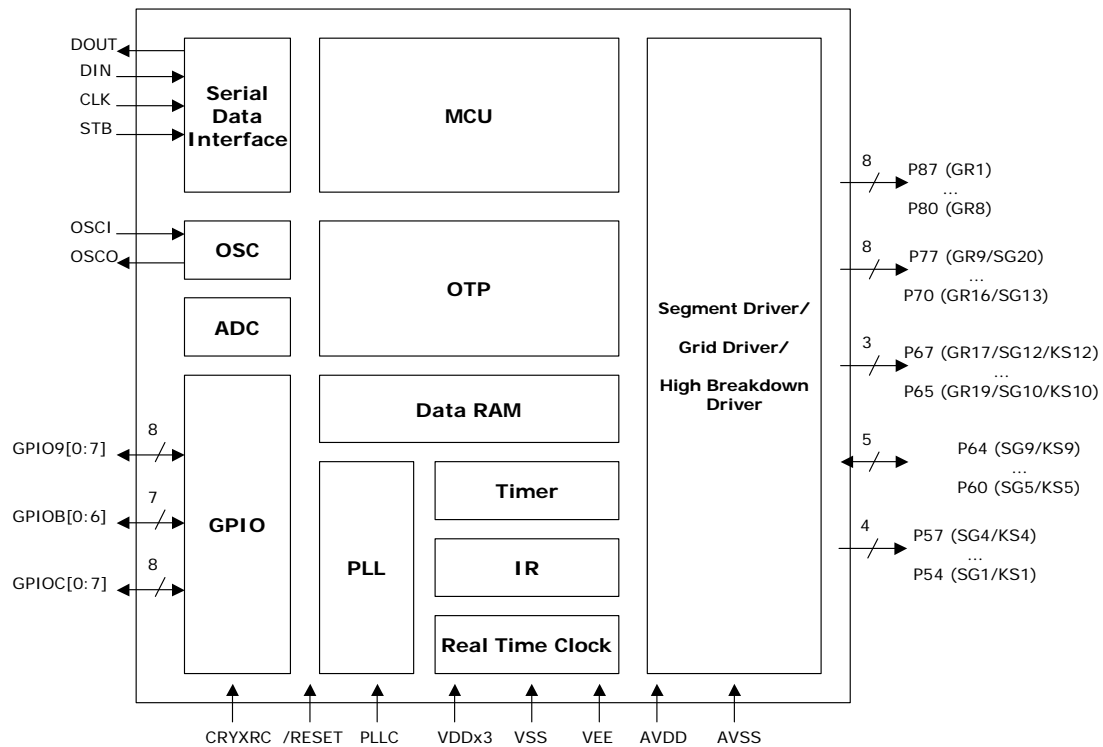 DOUT
DIN
CLK
STB
Serial
Data
Interface
MCU
8
P87 (GR1)
...
P80 (GR8)
OSCI
OSCO
OSC
OTP
8
P77 (GR9/SG20)
...
P70 (GR16/SG13)
ADC
Segment Driver/
Grid Driver/
High Breakdown
Driver
3
P67 (GR17/SG12/KS12)
...
P65 (GR19/SG10/KS10)
Data RAM
8
GPIO9[0:7]
7
GPIOB[0:6]
8
GPIOC[0:7]
GPIO
PLL
Timer
IR
Real Time Clock
5
P64 (SG9/KS9)
...
P60 (SG5/KS5)
4
P57 (SG4/KS4)
...
P54 (SG1/KS1)
CRYXRC /RESET PLLC VDDx3 VSS VEE AVDD AVSS